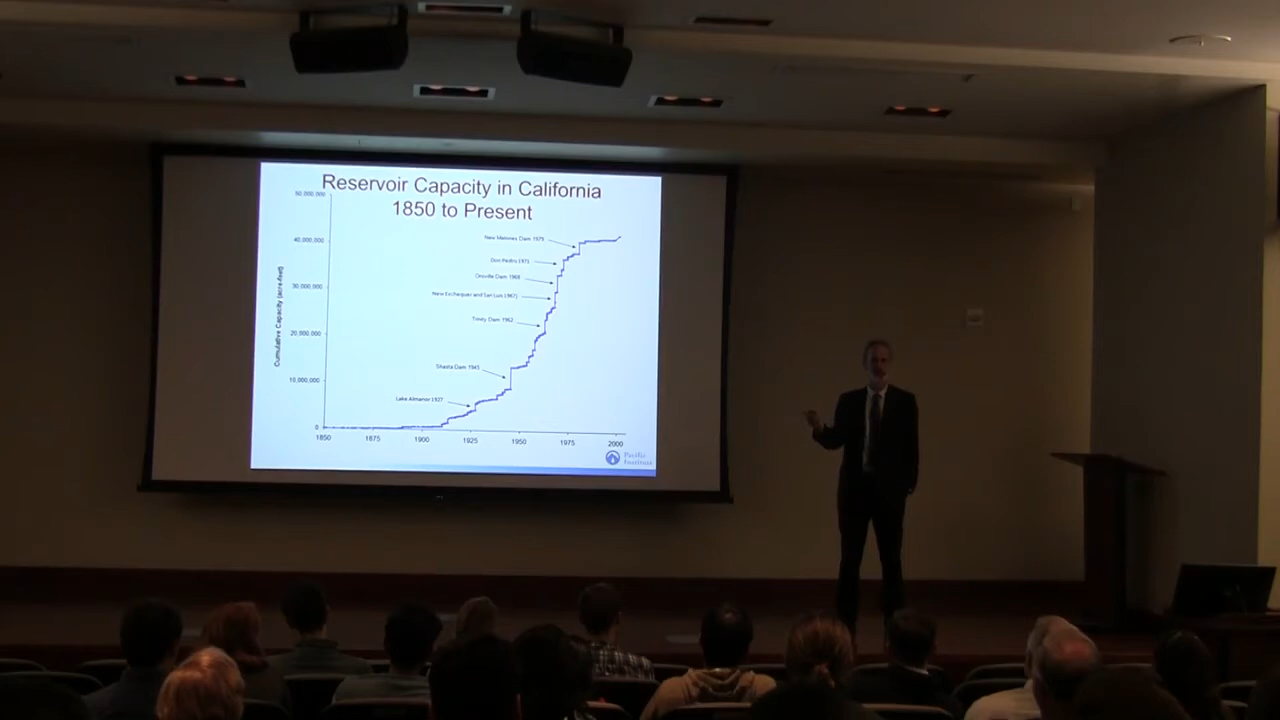 Reservoir Capacity in California
1850 to Present
50,000,000
40,000,000
30,000,000
20,000,000
10,000,000
0
Cumulative Capacity (acre-feet)
New Melones Dam 1979
Don Pedro 1971
Oroville Dam 1968
New Exchequer and San Luis 1967
Trinity Dam 1962
Shasta Dam 1945
Lake Almanor 1927
1850
1875
1900
1925
1950
1975
2000
Pacific
Institute